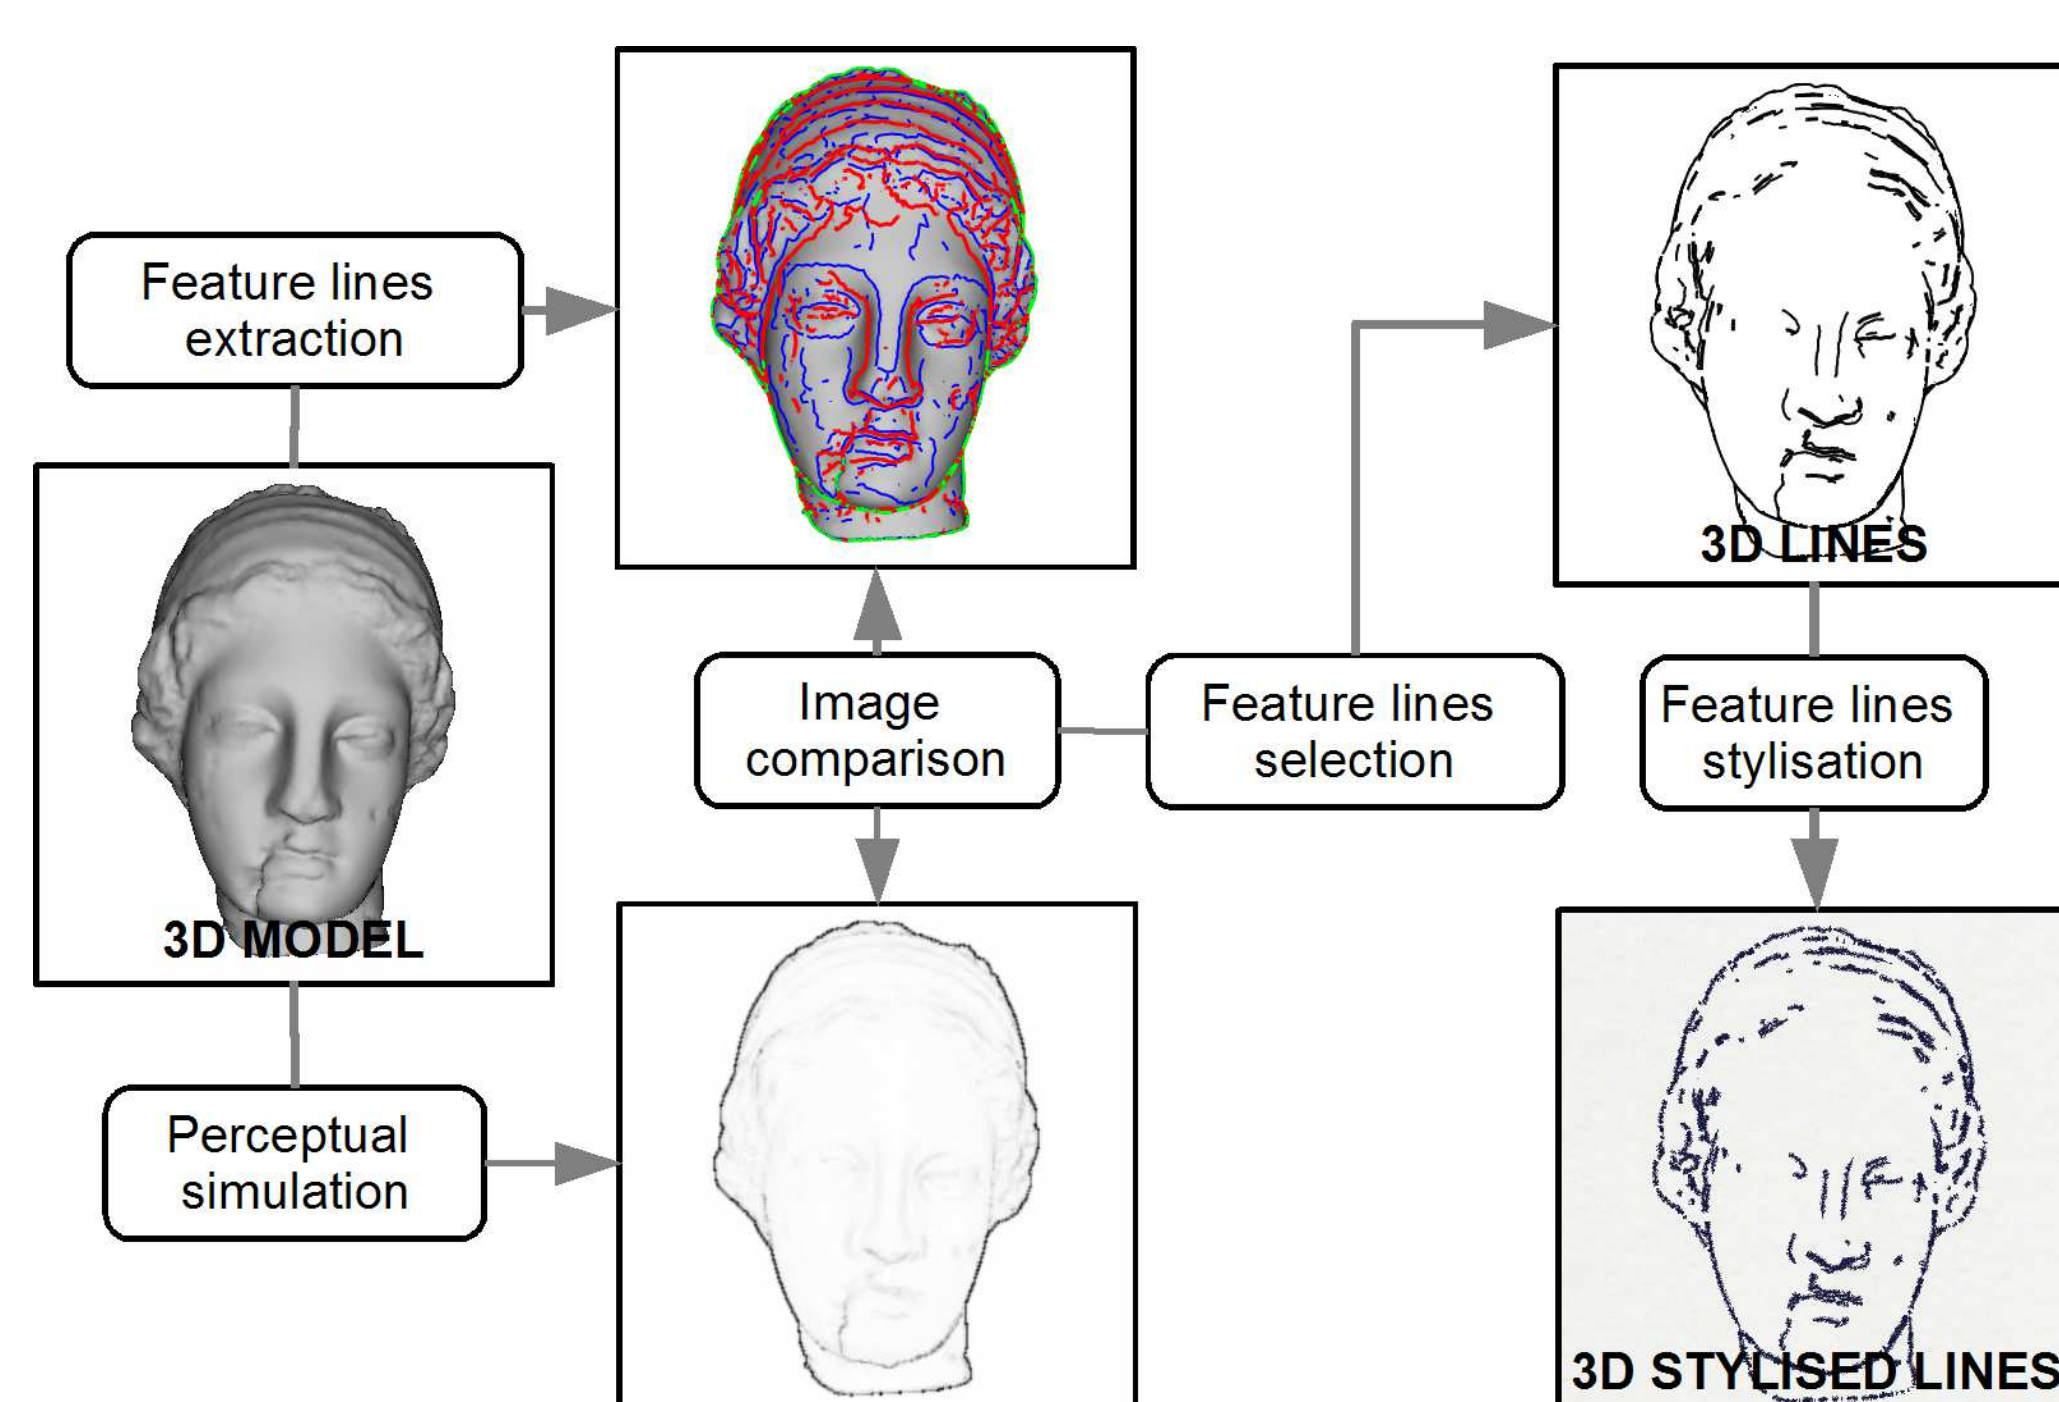 Feature lines
extraction
3D MODEL
Perceptual
simulation
Image
comparison
Feature lines
selection
3D LINES
Feature lines
stylisation
3D STYLISED LINES